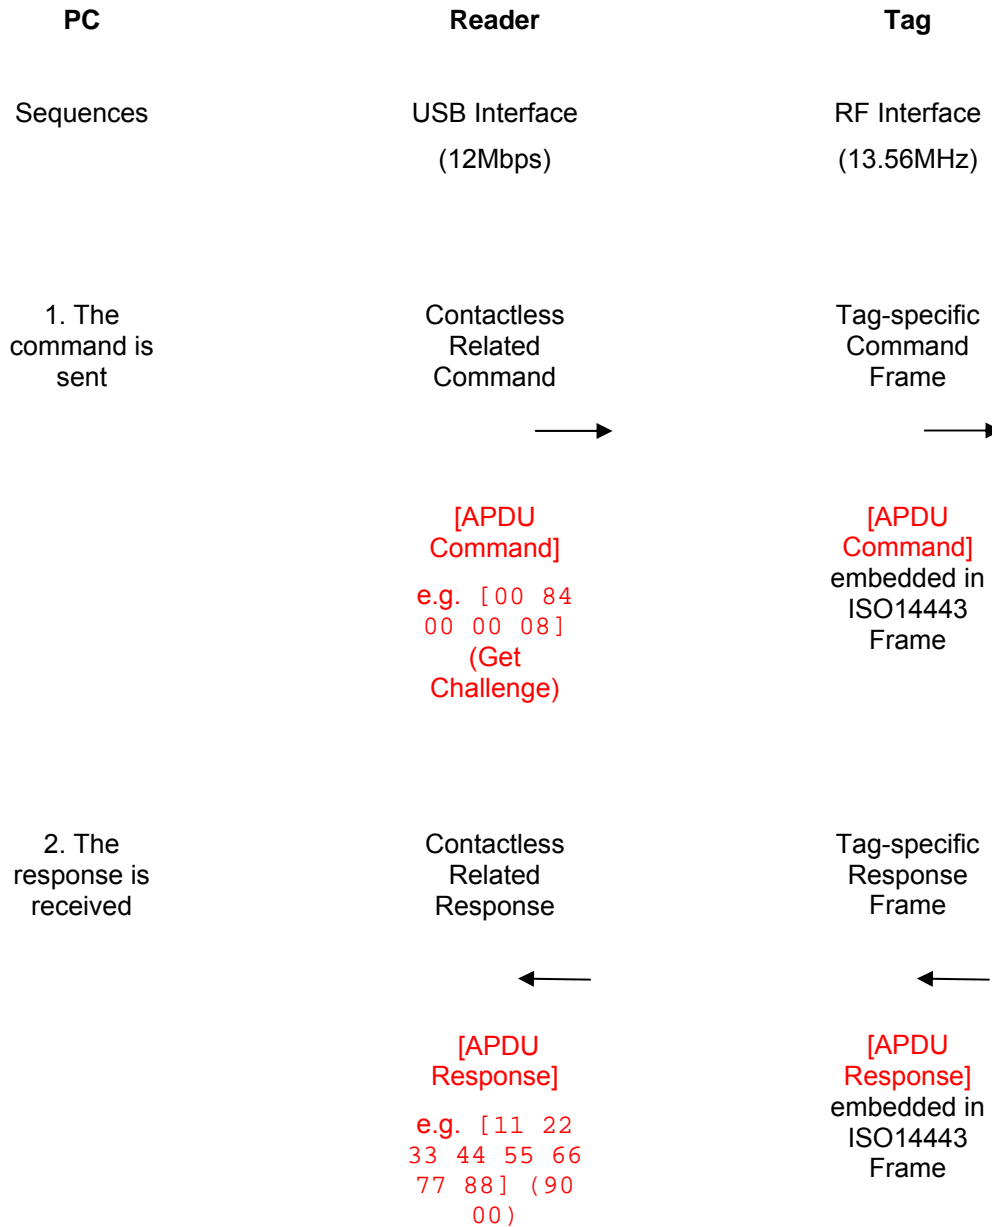 PC Reader Tag
Sequences USB Interface RF Interface
(12Mbps) (13.56MHz)
1. The
command is
sent
Contactless
Related
Command
Tag-specific
Command
Frame
[APDU
Command]
e.g. [00 84
00 00 08]
(Get
Challenge)
[APDU
Command]
embedded in
ISO14443
Frame
2. The
response is
received
Contactless
Related
Response
Tag-specific
Response
Frame
[APDU
Response]
e.g. [11 22
33 44 55 66
77 88] (90
00)
[APDU
Response]
embedded in
ISO14443
Frame